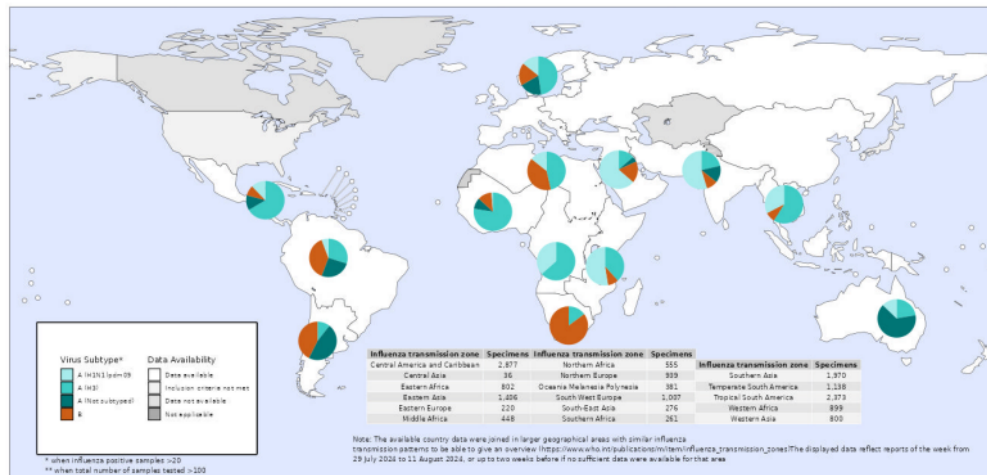 Virus Subtype*
Data Availability
A (H1N1)pdm09
Data available
A (H3)
Inclusion criteria not met
A (Not subtyped)
Data not available
B
Not applicable
* when influenza positive samples >20
** when total number of samples tested >100
Influenza transmission zone Specimens Influenza transmission zone Specimens
Central America and Caribbean 2,877 Northern Africa 555
Central Asia 36 Northern Europe
Eastern Africa 802 Oceania Melanesia Polynesia 381
Eastern Asia South West Europe 1,007
Eastern Europe 220 South-East Asia 276
Middle Africa 448 Southern Africa 261
Influenza transmission zone Specimens
Southern Asia 1,970
Temperate South America 1,138
Tropical South America 2,373
Western Africa 899
Western Asia 800
Note: The available country data were joined in larger geographical areas with similar influenza
transmission patterns to be able to give an overview (https://www.who.int/publications/m/item/influenza_transmission_zones)The displayed data reflect reports of the week from
29 July 2024 to 11 August 2024, or up to two weeks before if no sufficient data were available for that area